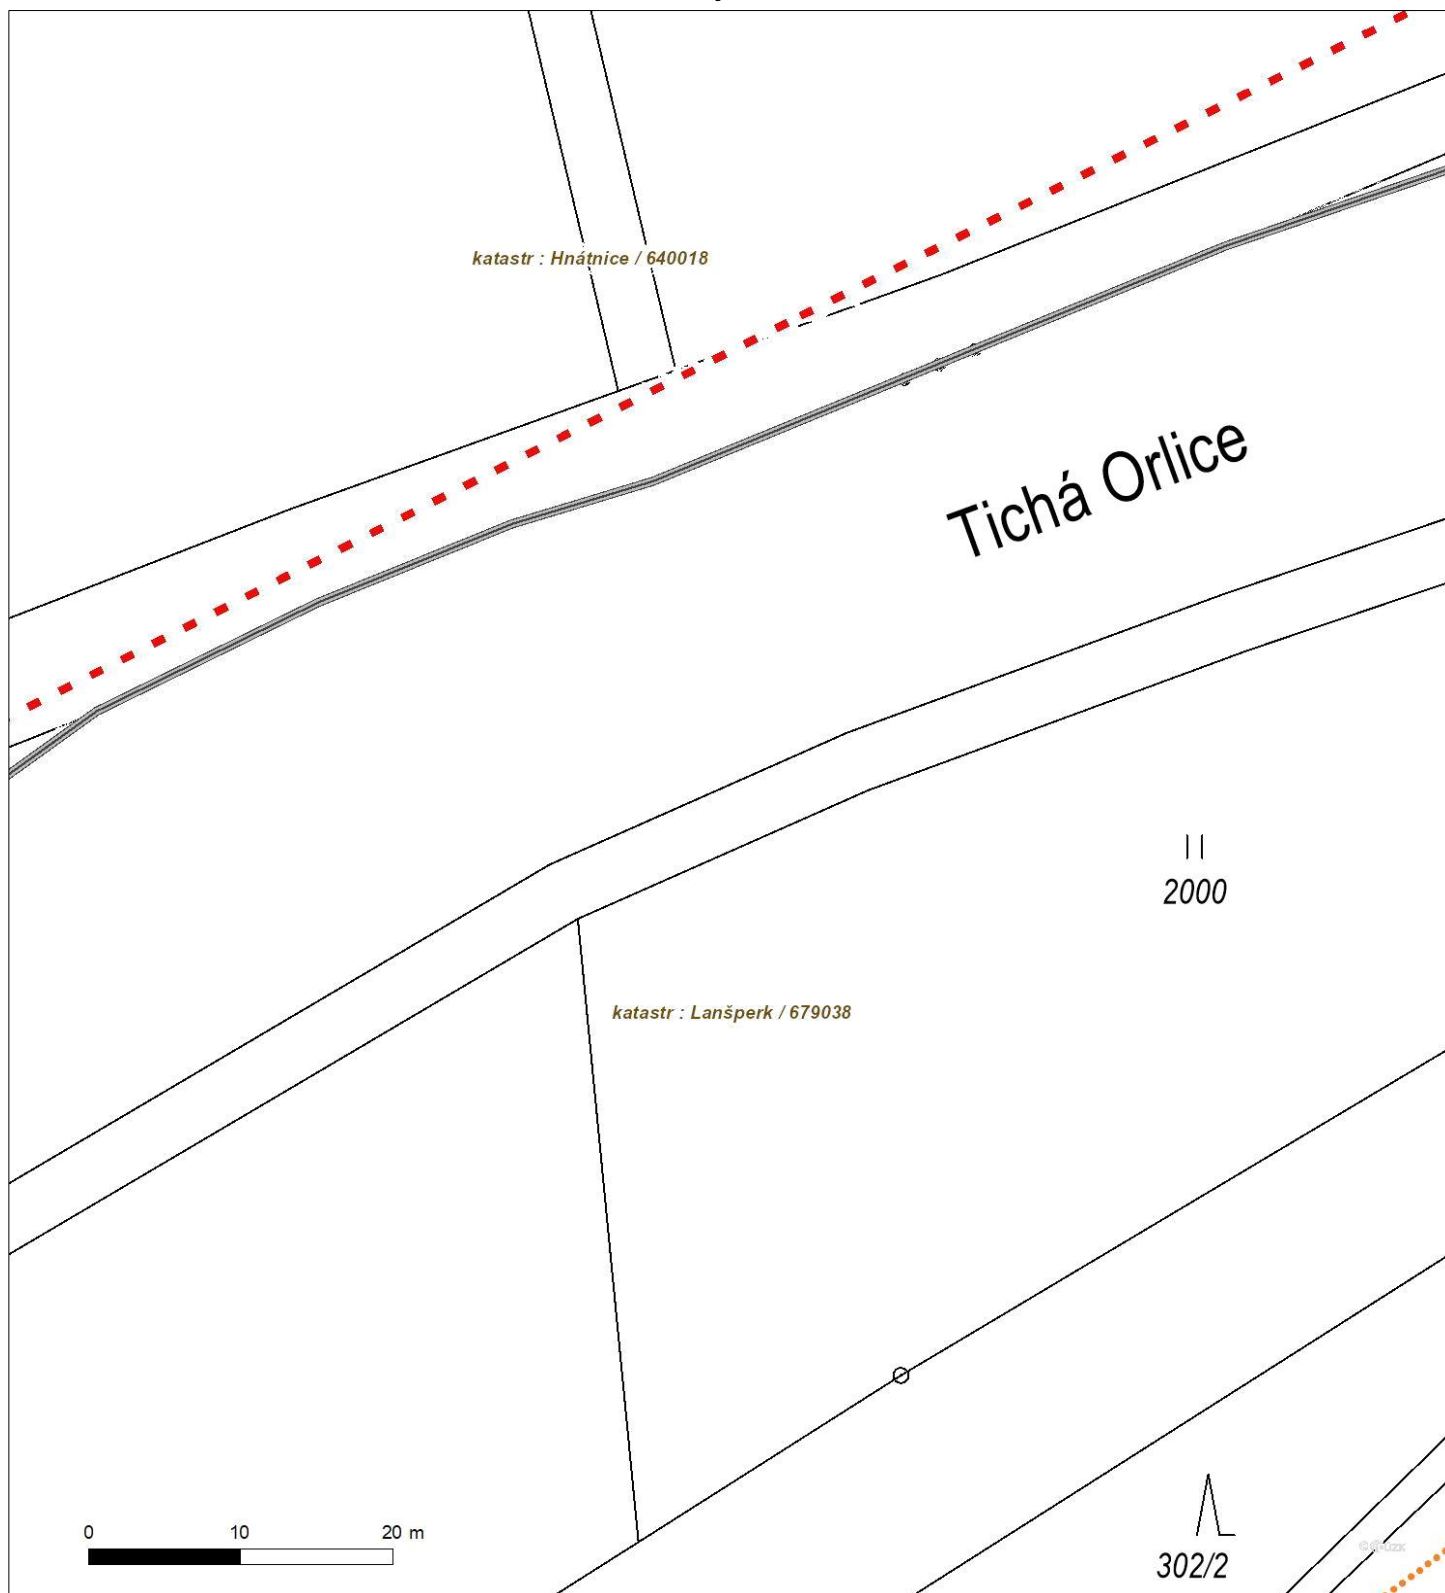 katastr : Hnátnice / 640018
Tichá Orlice
2000
katastr : Lanšperk / 679038
0 10 20 m
302/2